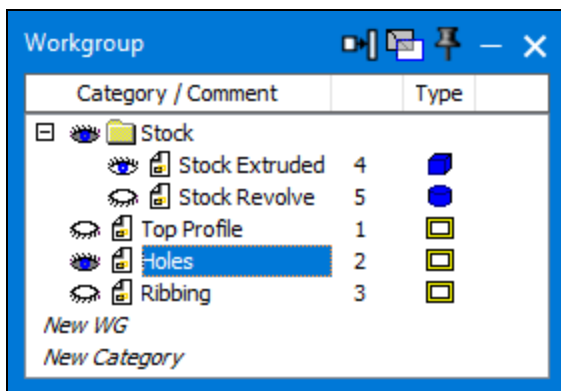 Workgroup
Category / Comment Type
Stock
Stock Extruded 4
Stock Revolve 5
Top Profile 1
Holes 2
Ribbing 3
New WG
New Category